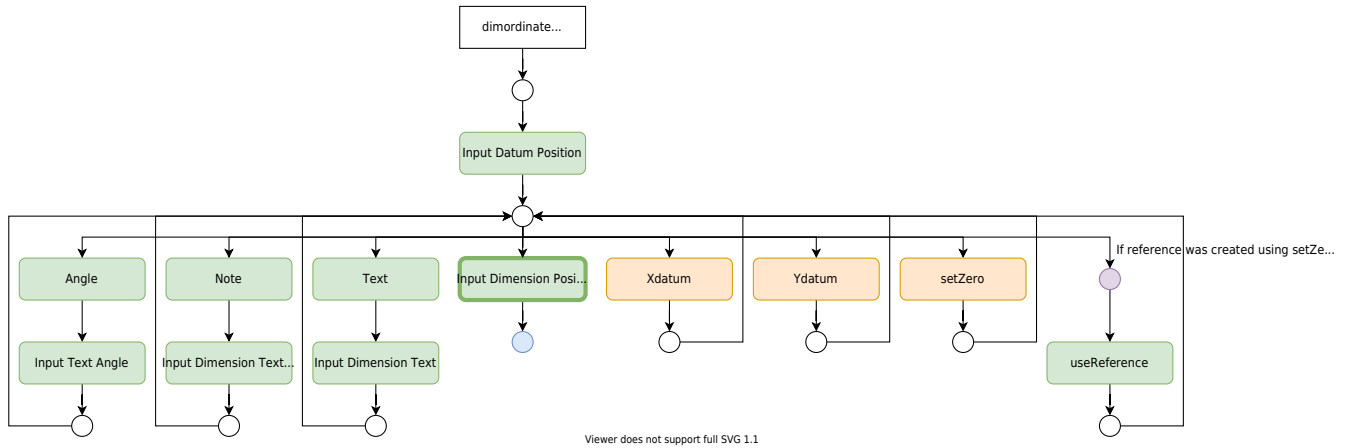 dimordinate...
Input Datum Position
If reference was created using setZe...
Angle
Note
Text
Input Dimension Posi...
Xdatum
Ydatum
setZero
Input Text Angle
Input Dimension Text...
Input Dimension Text
useReference
Viewer does not support full SVG 1.1